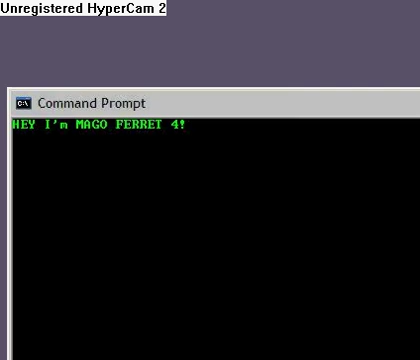 Unregistered HyperCam 2
Command Prompt
HEY I'm MAGO FERRET 4!